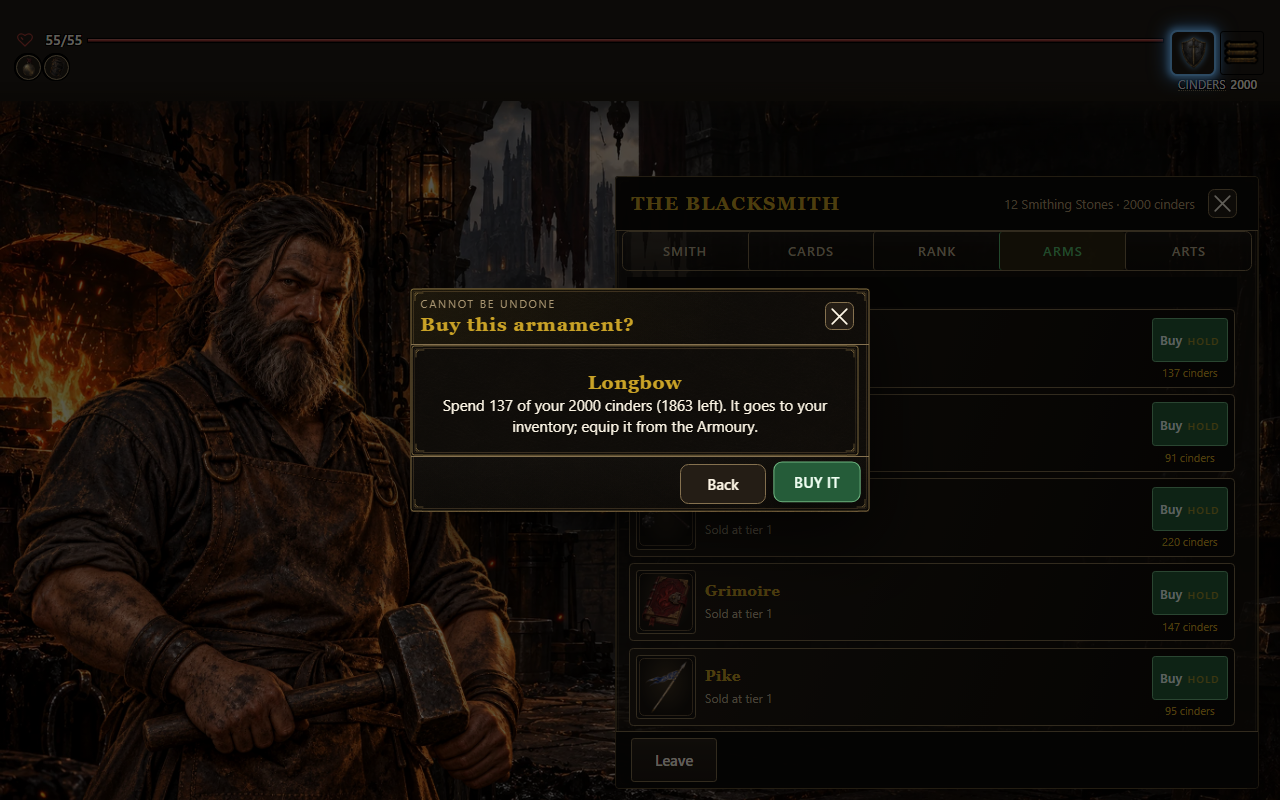 55/55
CINDERS 2000
THE BLACKSMITH
12 Smithing Stones · 2000 cinders
SMITH
CARDS
RANK
ARMS
ARTS
CANNOT BE UNDONE
Buy this armament?
Longbow
Spend 137 of your 2000 cinders (1863 left). It goes to your
inventory; equip it from the Armoury.
Back
BUY IT
Buy HOLD
137 cinders
Buy HOLD
91 cinders
Sold at tier 1
Buy HOLD
220 cinders
Grimoire
Sold at tier 1
Buy HOLD
147 cinders
Pike
Sold at tier 1
Buy HOLD
95 cinders
Leave